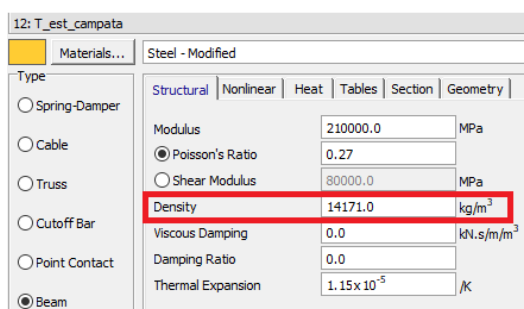 12: T_est_campata
Materials... Steel - Modified
Type
Structural Nonlinear Heat Tables Section Geometry
Spring-Damper
Cable
Truss
Cutoff Bar
Point Contact
Beam
Modulus 210000.0 MPa
Poisson's Ratio 0.27
Shear Modulus 80000.0 MPa
Density 14171.0 kg/m³
Viscous Damping 0.0 kN.s/m/m³
Damping Ratio 0.0
Thermal Expansion 1.15x10⁻⁵ /K